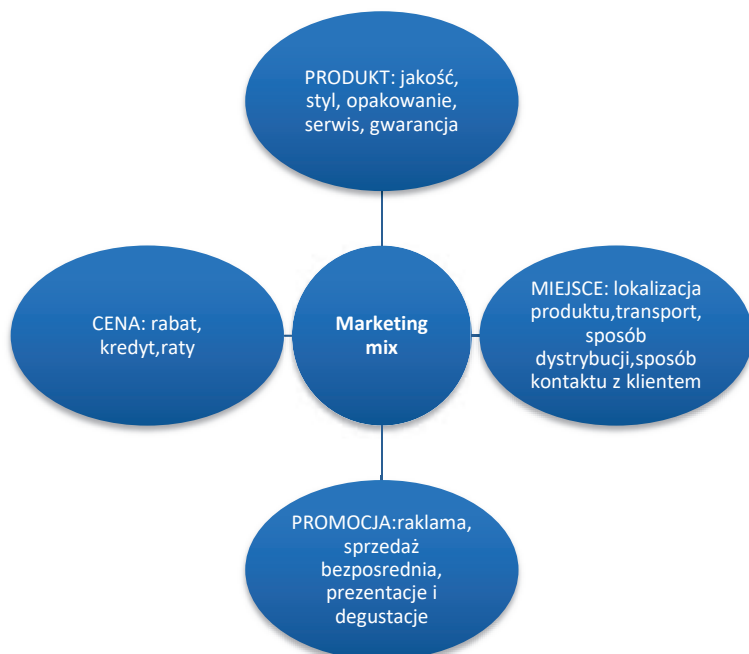 PRODUKT: jakość,
styl, opakowanie,
serwis, gwarancja
CENA: rabat,
kredyt,raty
Marketing
mix
MIEJSCE: lokalizacja
produktu,transport,
sposób
dystrybucji,sposób
kontaktu z klientem
PROMOCJA:raklama,
sprzedaż
bezposrednia,
prezentacje i
degustacje